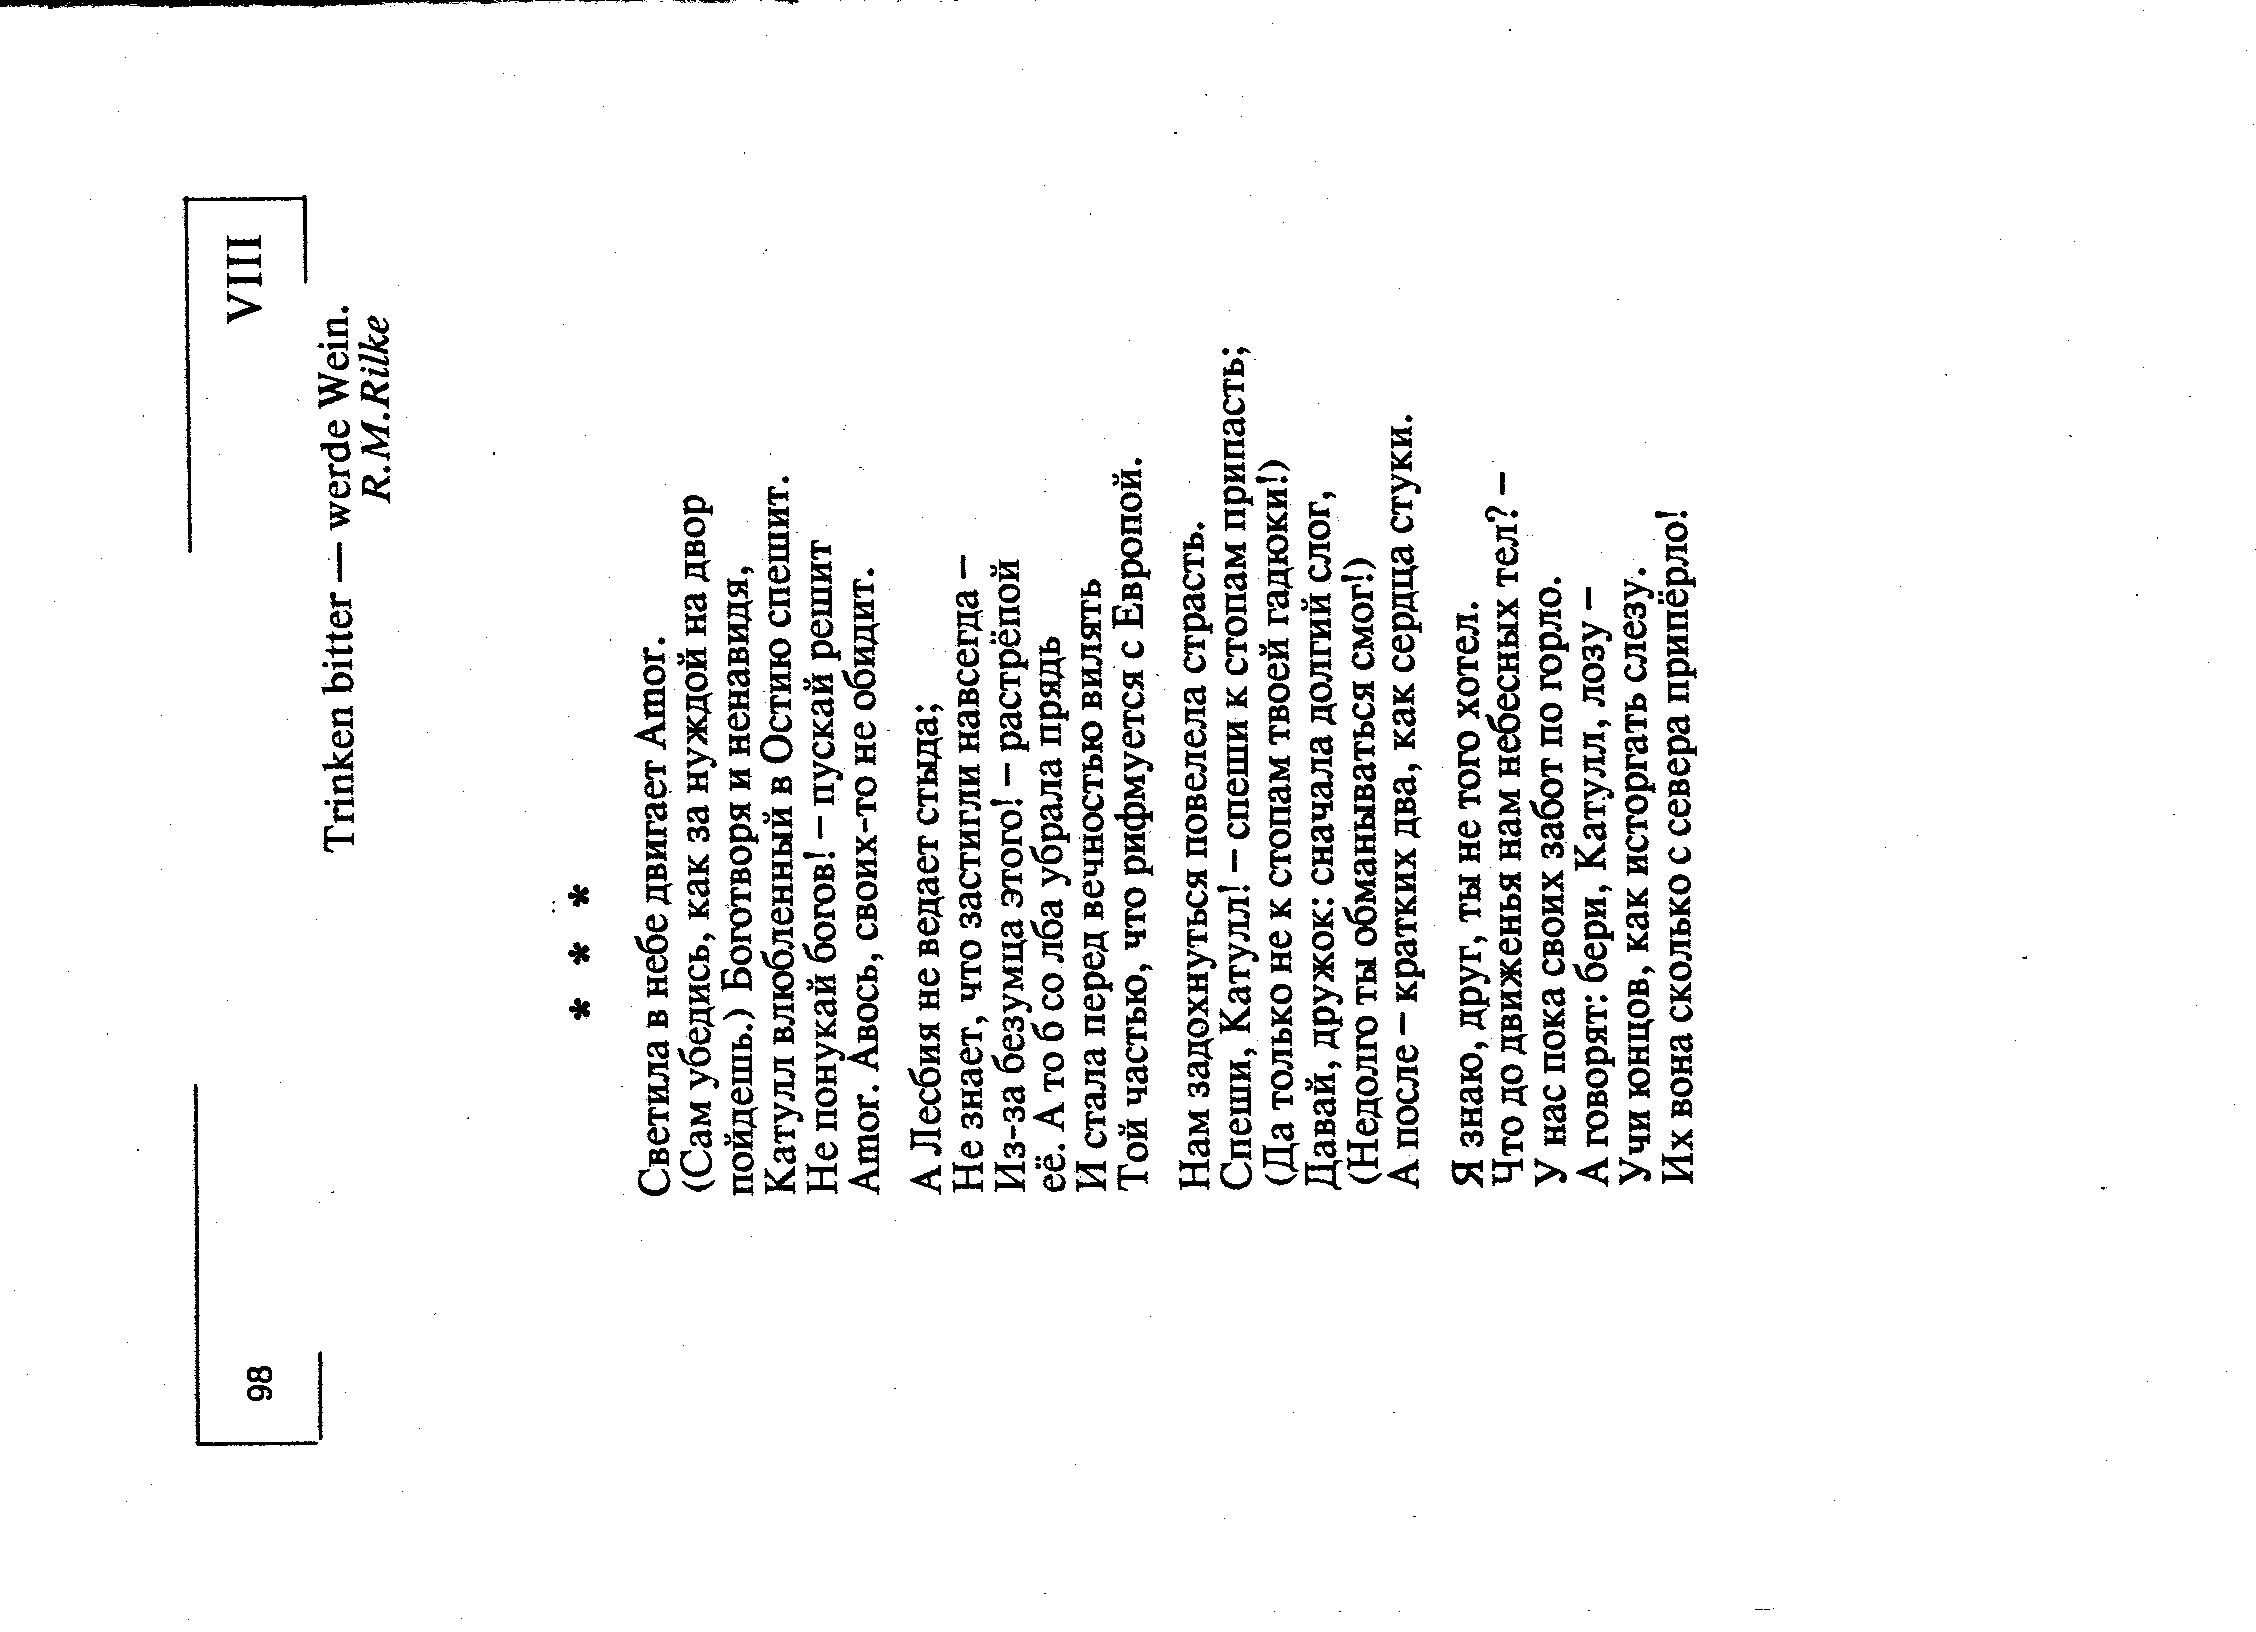 98
VIII
Trinken bitter — werde Wein.
R.M.Rilke
* * *
Светила в небе двигает Amor.
(Сам убедись, как за нуждой на двор
пойдешь.) Боготворя и ненавидя,
Катулл влюбленный в Остию спешит.
Не понукай богов! – пускай решит
Amor. Авось, своих-то не обидит.
А Лесбия не ведает стыда;
Не знает, что застигли навсегда –
Из-за безумца этого! – растрёпой
её. А то б со лба убрала прядь
И стала перед вечностью вилять
Той частью, что рифмуется с Европой.
Нам задохнуться повелела страсть.
Спеши, Катулл! – спеши к стопам припасть;
(Да только не к стопам твоей гадюки!)
Давай, дружок: сначала долгий слог,
(Недолго ты обманываться смог!)
А после – кратких два, как сердца стуки.
Я знаю, друг, ты не того хотел.
Что до движенья нам небесных тел? –
У нас пока своих забот по горло.
А говорят: бери, Катулл, лозу –
Учи юнцов, как исторгать слезу.
Их вона сколько с севера припёрло!